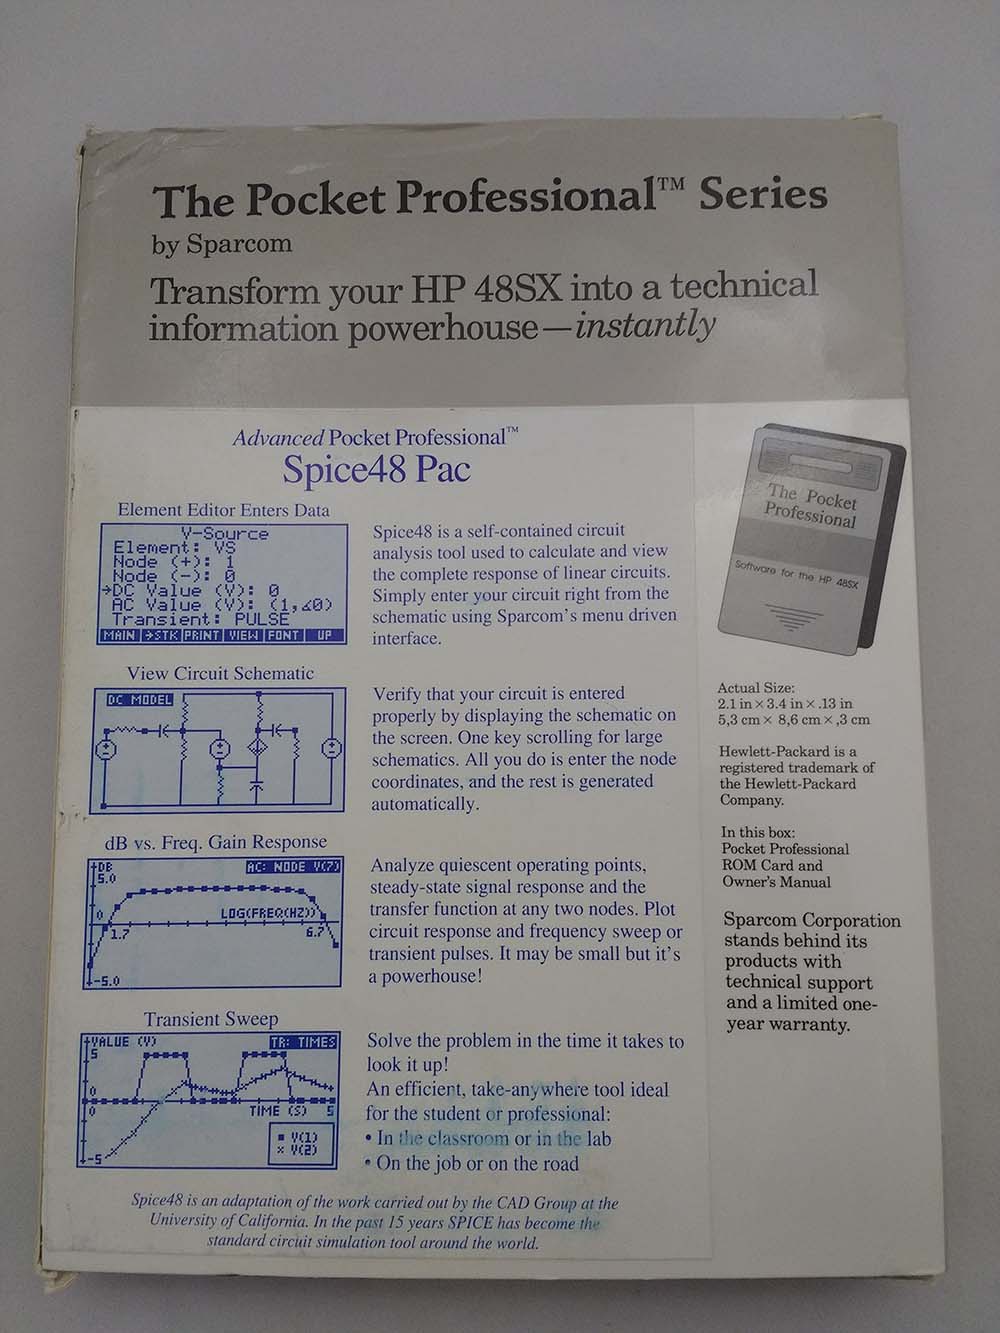 The Pocket Professional™ Series
by Sparcom
Transform your HP 48SX into a technical
information powerhouse—instantly
Advanced Pocket Professional™
Spice48 Pac
Element Editor Enters Data
V-Source
Element: VS
Node (+): 1
Node (-): 0
→DC Value (V): 0
AC Value (V): (1,∡0)
Transient: PULSE
MAIN →STK PRINT VIEW FONT UP
Spice48 is a self-contained circuit
analysis tool used to calculate and view
the complete response of linear circuits.
Simply enter your circuit right from the
schematic using Sparcom's menu driven
interface.
View Circuit Schematic
DC MODEL
Verify that your circuit is entered
properly by displaying the schematic on
the screen. One key scrolling for large
schematics. All you do is enter the node
coordinates, and the rest is generated
automatically.
dB vs. Freq. Gain Response
DB
5.0
AC: NODE V(7)
0
LOG(FREQ(HZ))
1.7
6.7
-5.0
Analyze quiescent operating points,
steady-state signal response and the
transfer function at any two nodes. Plot
circuit response and frequency sweep or
transient pulses. It may be small but it's
a powerhouse!
Transient Sweep
VALUE (V)
TR: TIMES
5
0
0
TIME (S)
5
V(1)
V(2)
-5
Solve the problem in the time it takes to
look it up!
An efficient, take-anywhere tool ideal
for the student or professional:
• In the classroom or in the lab
• On the job or on the road
Spice48 is an adaptation of the work carried out by the CAD Group at the
University of California. In the past 15 years SPICE has become the
standard circuit simulation tool around the world.
The Pocket
Professional
Software for the HP 48SX
Actual Size:
2.1 in × 3.4 in × .13 in
5,3 cm × 8,6 cm × ,3 cm
Hewlett-Packard is a
registered trademark of
the Hewlett-Packard
Company.
In this box:
Pocket Professional
ROM Card and
Owner's Manual
Sparcom Corporation
stands behind its
products with
technical support
and a limited one-
year warranty.